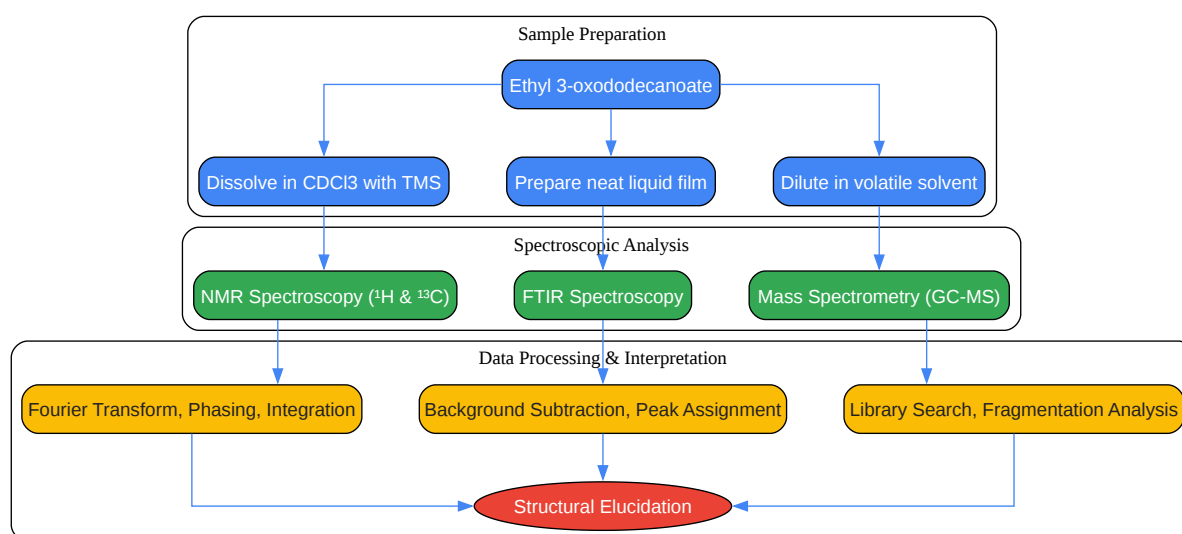 Sample Preparation
Ethyl 3-oxododecanoate
Dissolve in CDCl3 with TMS
Prepare neat liquid film
Dilute in volatile solvent
Spectroscopic Analysis
NMR Spectroscopy (¹H & ¹³C)
FTIR Spectroscopy
Mass Spectrometry (GC-MS)
Data Processing & Interpretation
Fourier Transform, Phasing, Integration
Background Subtraction, Peak Assignment
Library Search, Fragmentation Analysis
Structural Elucidation